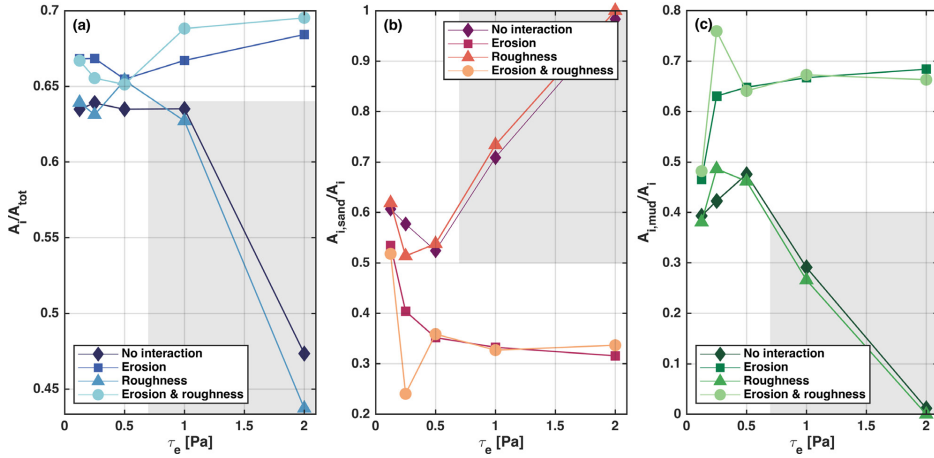 (a)
0.7
0.65
0.6
0.55
0.5
0.45
A_i/A_tot
No interaction
Erosion
Roughness
Erosion & roughness
0 0.5 1 1.5 2
τ_e [Pa]
(b)
1
0.9
0.8
0.7
0.6
0.5
0.4
0.3
0.2
A_i,sand/A_i
No interaction
Erosion
Roughness
Erosion & roughness
0 0.5 1 1.5 2
τ_e [Pa]
(c)
0.8
0.7
0.6
0.5
0.4
0.3
0.2
0.1
0
A_i,mud/A_i
No interaction
Erosion
Roughness
Erosion & roughness
0 0.5 1 1.5 2
τ_e [Pa]